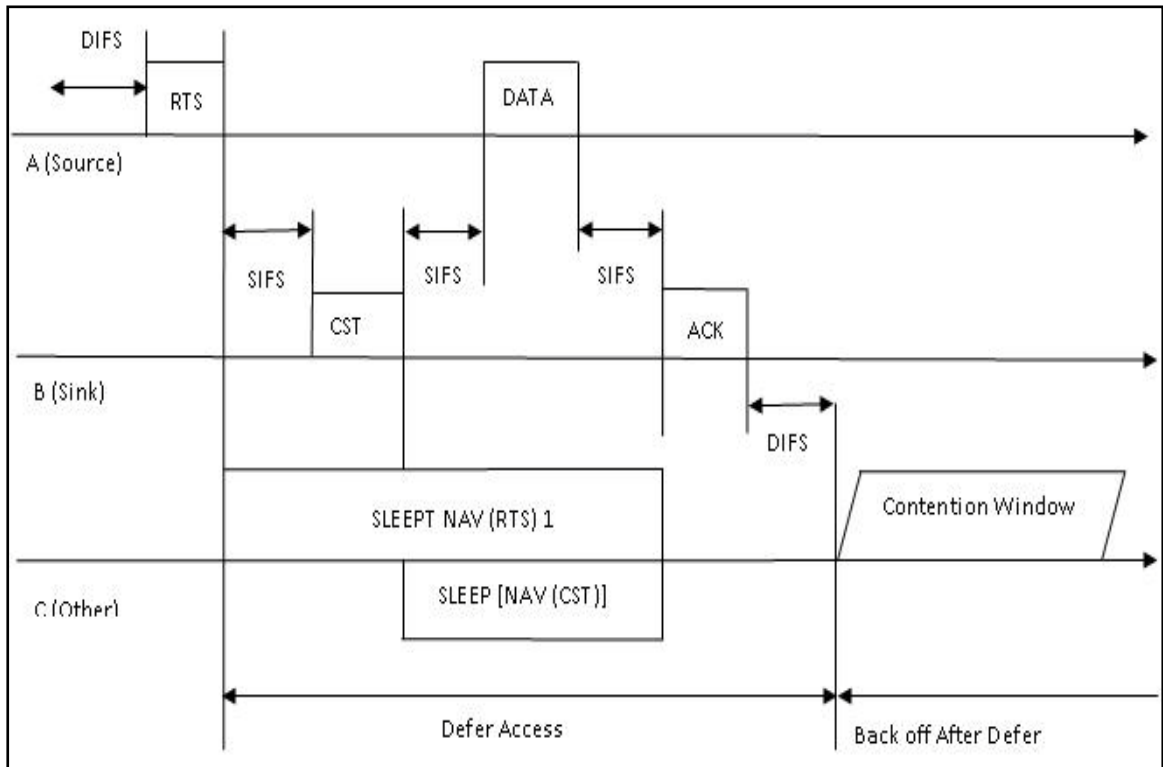 DIFS
RTS
DATA
A (Source)
SIFS
SIFS
SIFS
CST
ACK
B (Sink)
DIFS
SLEEPT NAV (RTS) 1
Contention Window
SLEEP [NAV (CST)]
C (Other)
Defer Access
Back off After Defer